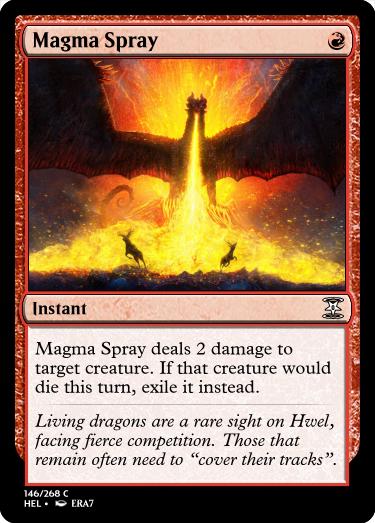 Magma Spray
Instant
Magma Spray deals 2 damage to
target creature. If that creature would
die this turn, exile it instead.
Living dragons are a rare sight on Hwel,
facing fierce competition. Those that
remain often need to “cover their tracks”.
146/268 C
HEL • ERA7